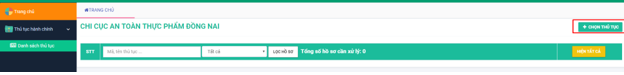 Trang chủ
Thủ tục hành chính
Danh sách thủ tục
TRANG CHỦ
CHI CỤC AN TOÀN THỰC PHẨM ĐỒNG NAI
+ CHỌN THỦ TỤC
STT
Mã, tên thủ tục ...
Tất cả
LỌC HỒ SƠ
Tổng số hồ sơ cần xử lý: 0
HIỆN TẤT CẢ